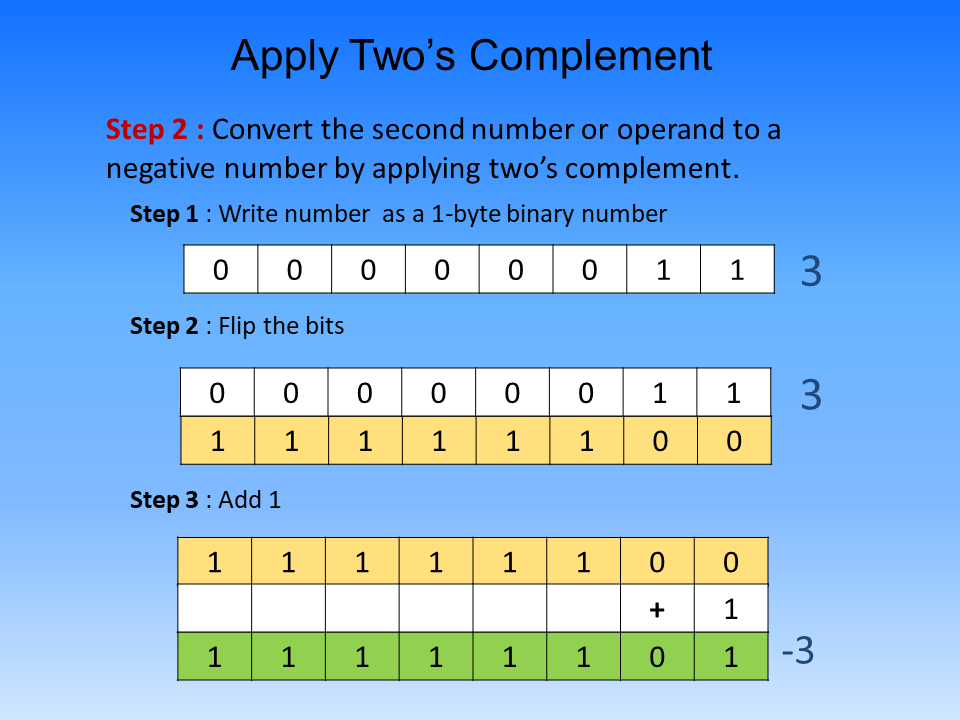 Apply Two’s Complement
Step 2 : Convert the second number or operand to a
negative number by applying two’s complement.
Step 1 : Write number as a 1-byte binary number
0 0 0 0 0 0 1 1 3
Step 2 : Flip the bits
0 0 0 0 0 0 1 1 3
1 1 1 1 1 1 0 0
Step 3 : Add 1
1 1 1 1 1 1 0 0
+ 1
1 1 1 1 1 1 0 1 -3